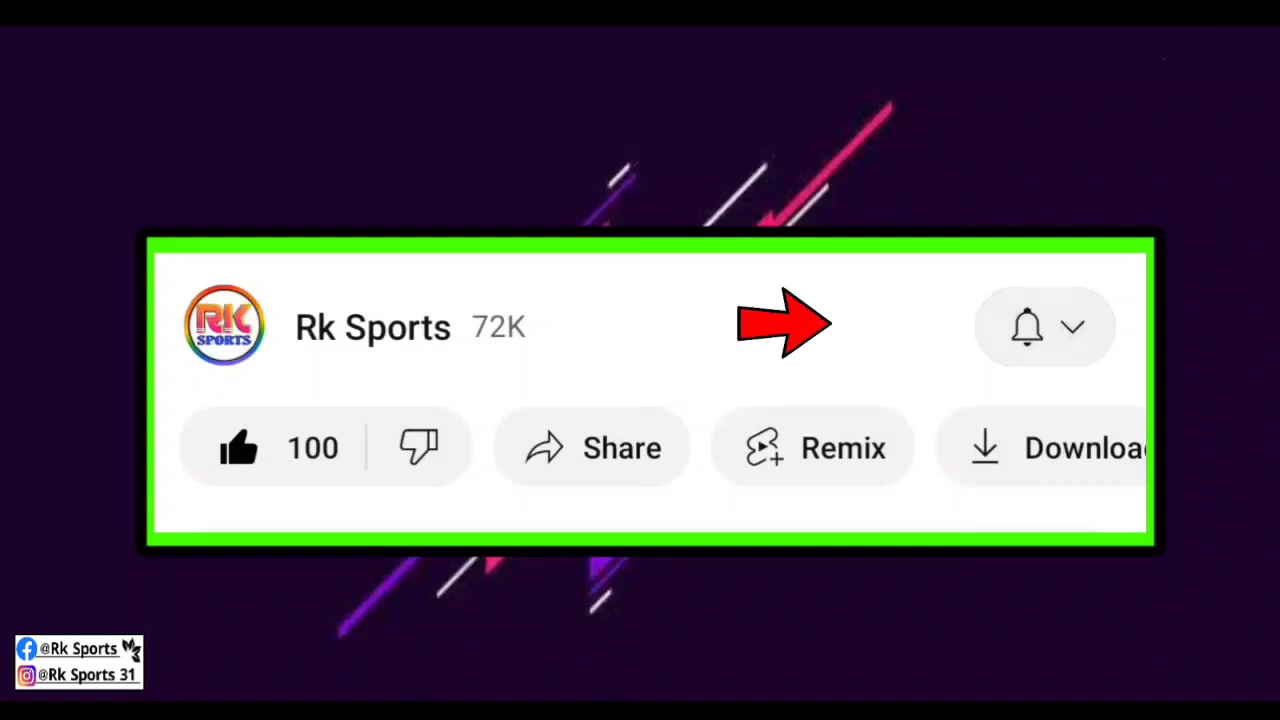 RK
SPORTS
Rk Sports 72K
100 Share Remix Downloa
@Rk Sports
@Rk Sports 31